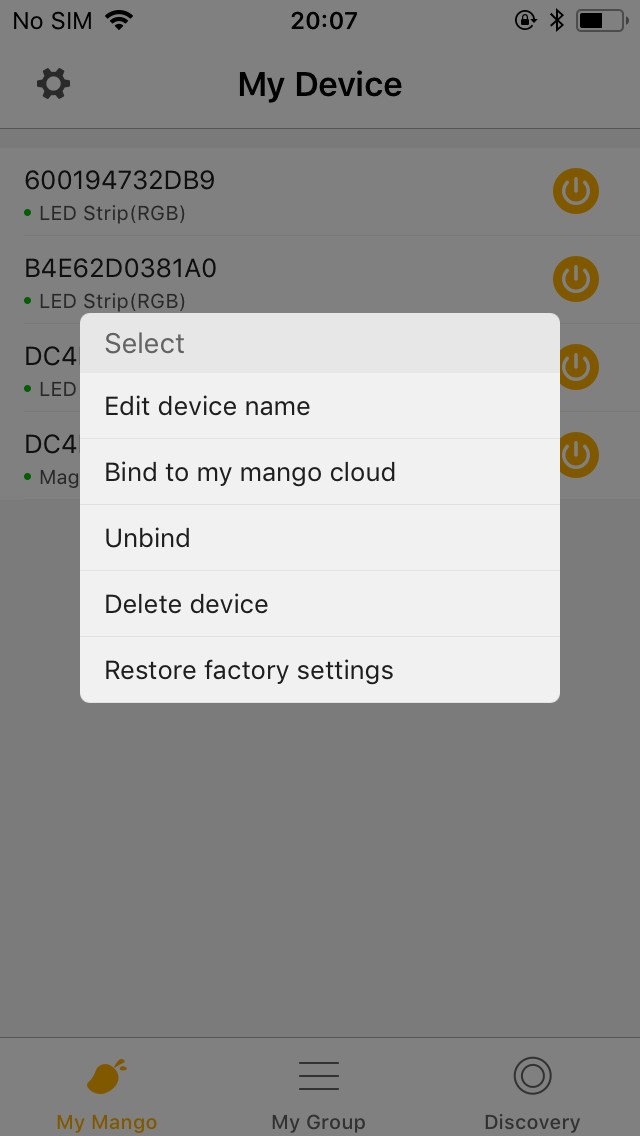 No SIM 20:07
My Device
600194732DB9
LED Strip(RGB)
B4E62D0381A0
LED Strip(RGB)
DC4
LED
DC4
Mag
Select
Edit device name
Bind to my mango cloud
Unbind
Delete device
Restore factory settings
My Mango My Group Discovery